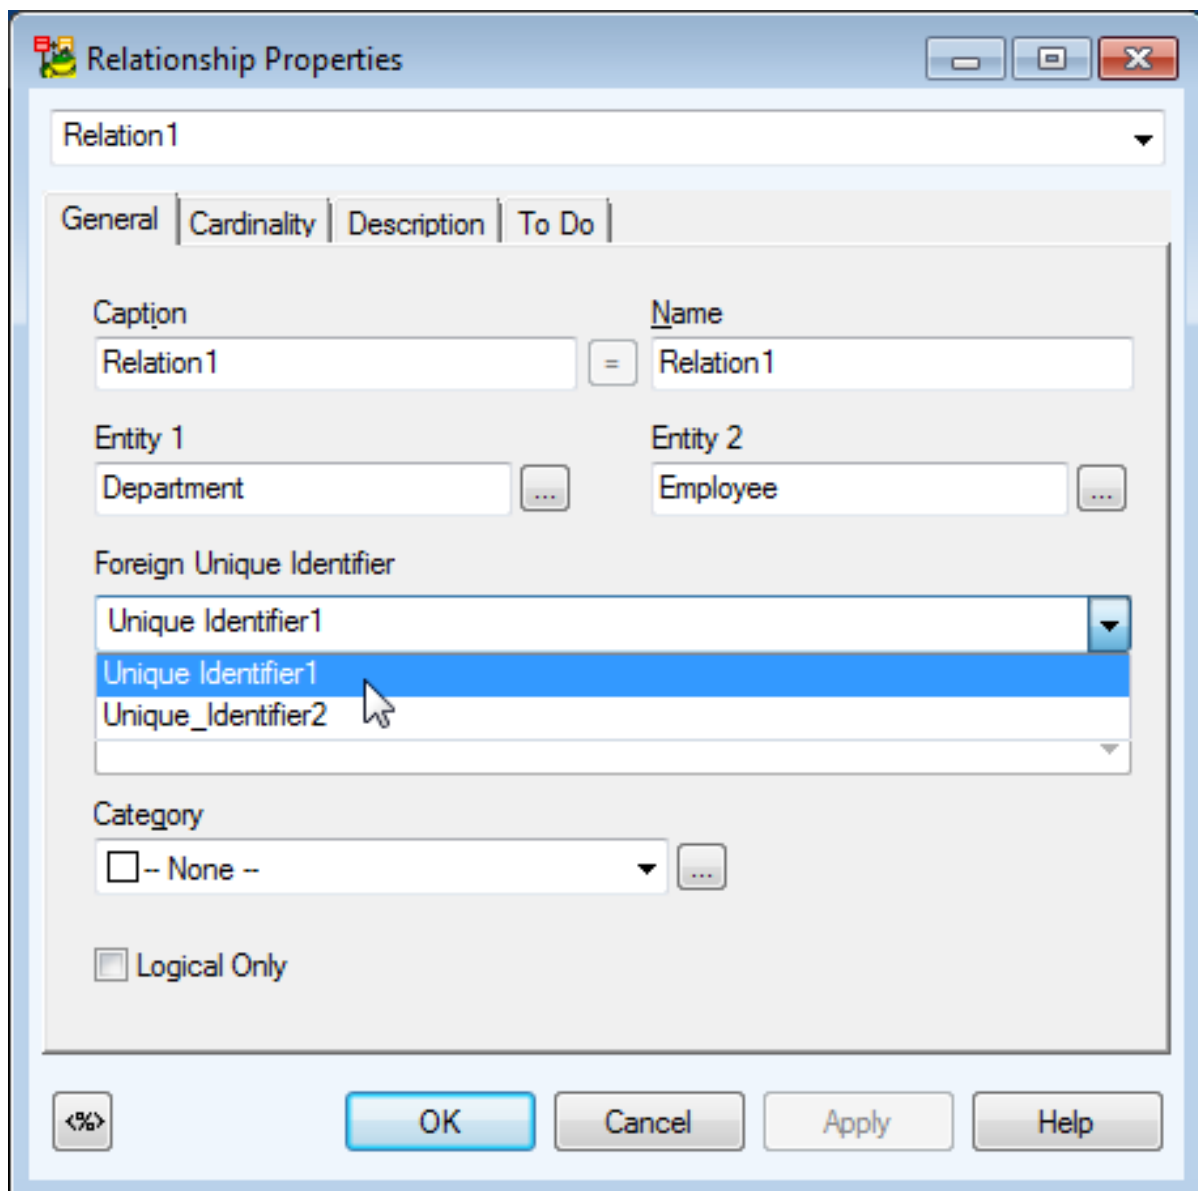 Relationship Properties
Relation1
General Cardinality Description To Do
Caption Name
Relation1 = Relation1
Entity 1 Entity 2
Department ... Employee ...
Foreign Unique Identifier
Unique Identifier1
Unique Identifier1
Unique_Identifier2
Category
-- None -- ...
Logical Only
<%> OK Cancel Apply Help